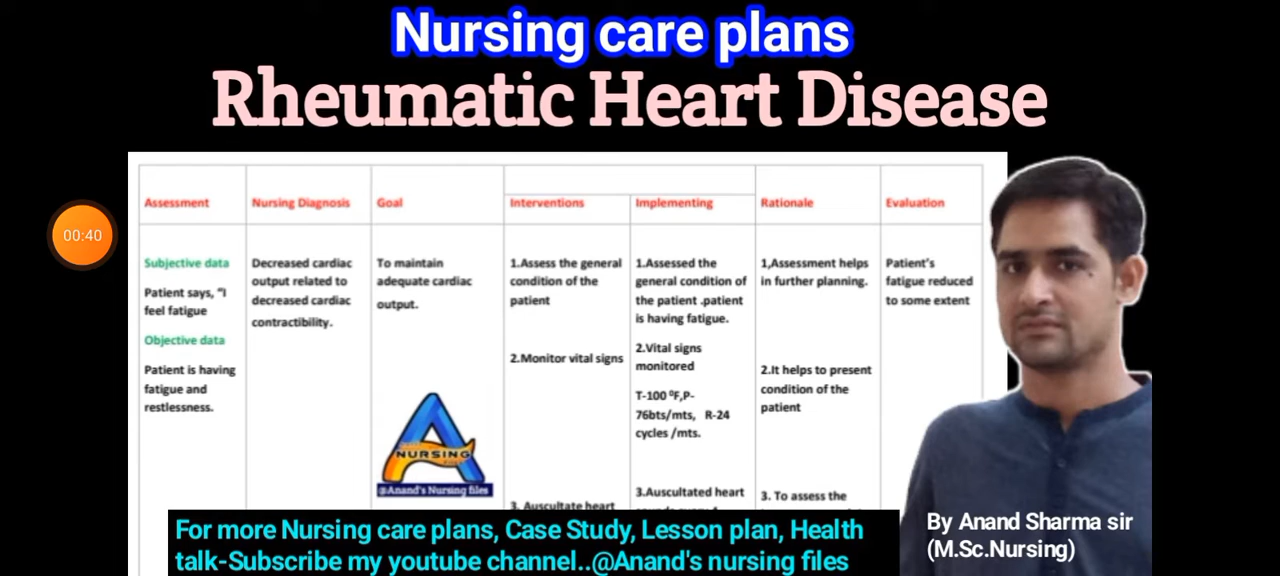 Nursing care plans
Rheumatic Heart Disease
00:40
Assessment
Nursing Diagnosis
Goal
Interventions
Implementing
Rationale
Evaluation
Subjective data
Patient says, "I
feel fatigue
Objective data
Patient is having
fatigue and
restlessness.
Decreased cardiac
output related to
decreased cardiac
contractibility.
To maintain
adequate cardiac
output.
1.Assess the general
condition of the
patient
2.Monitor vital signs
3. Auscultate heart
1.Assessed the
general condition of
the patient .patient
is having fatigue.
2.Vital signs
monitored
T-100 ⁰F,P-
76bts/mts, R-24
cycles /mts.
3.Auscultated heart
1,Assessment helps
in further planning.
2.It helps to present
condition of the
patient
3. To assess the
Patient's
fatigue reduced
to some extent
NURSING
@Anand's Nursing files
For more Nursing care plans, Case Study, Lesson plan, Health
talk-Subscribe my youtube channel..@Anand's nursing files
By Anand Sharma sir
(M.Sc.Nursing)